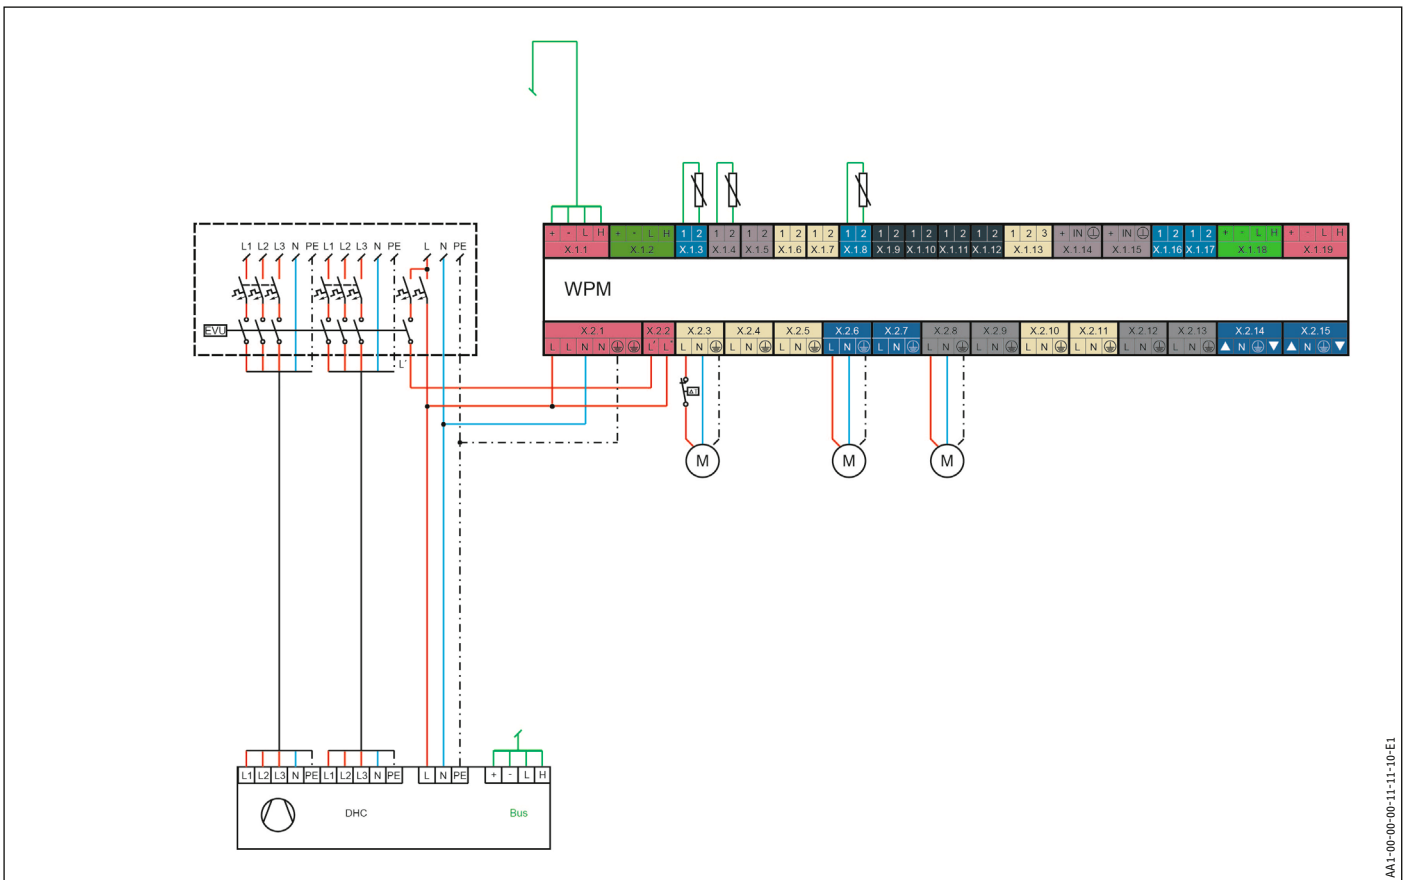 + - L H + - L H 1 2 1 2 1 2 1 2 1 2 1 2 1 2 1 2 1 2 1 2 1 2 3 + IN + IN 1 2 1 2 + - L H + - L H
X.1.1 X.1.2 X.1.3 X.1.4 X.1.5 X.1.6 X.1.7 X.1.8 X.1.9 X.1.10 X.1.11 X.1.12 X.1.13 X.1.14 X.1.15 X.1.16 X.1.17 X.1.18 X.1.19
WPM
X.2.1 X.2.2 X.2.3 X.2.4 X.2.5 X.2.6 X.2.7 X.2.8 X.2.9 X.2.10 X.2.11 X.2.12 X.2.13 X.2.14 X.2.15
L L N N L' L* L N L N L N L N L N L N L N L N L N L N L N ▲ N ▼ ▲ N ▼
L1 L2 L3 N PE L1 L2 L3 N PE L N PE
EVU
L'
M M M
L1 L2 L3 N PE L1 L2 L3 N PE L N PE + - L H
DHC Bus
AA1-00-00-00-11-11-10-E1